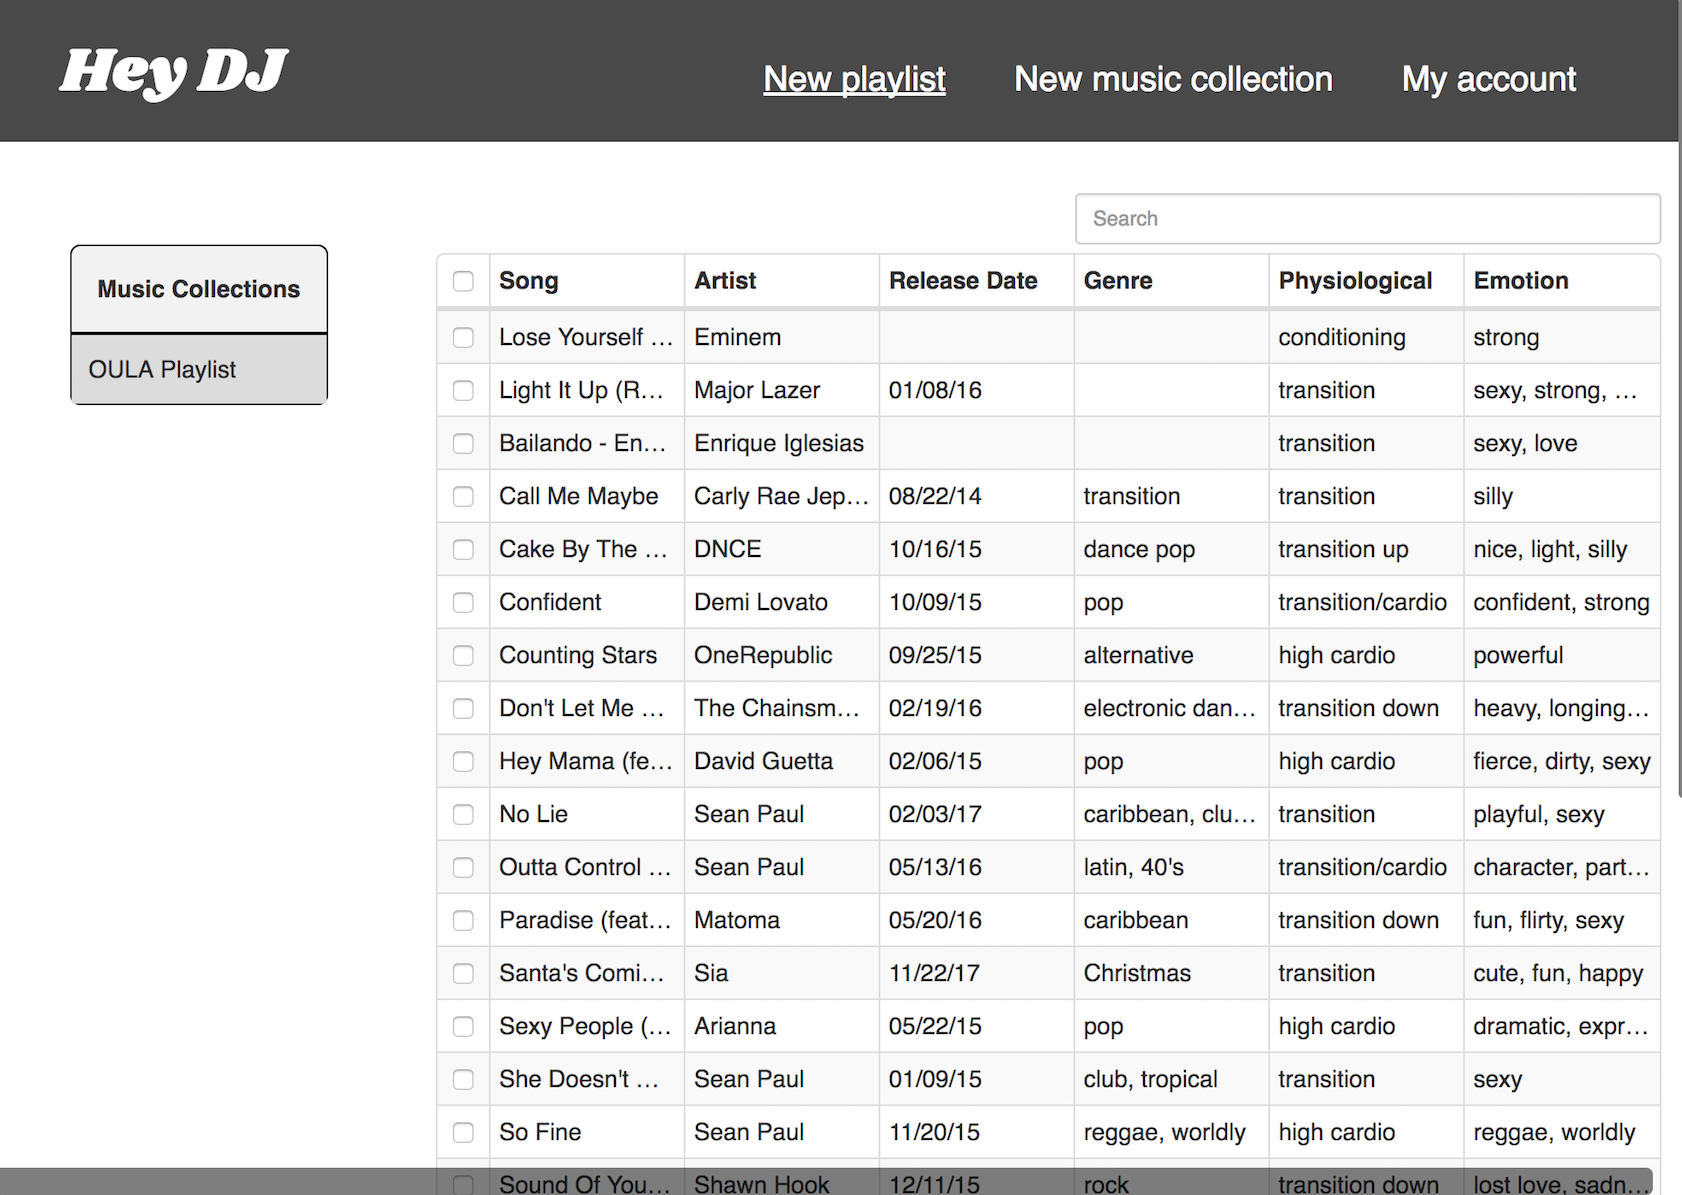 Hey DJ
New playlist New music collection My account
Search
Music Collections
OULA Playlist
Song Artist Release Date Genre Physiological Emotion
Lose Yourself … Eminem conditioning strong
Light It Up (R… Major Lazer 01/08/16 transition sexy, strong, …
Bailando - En… Enrique Iglesias transition sexy, love
Call Me Maybe Carly Rae Jep… 08/22/14 transition transition silly
Cake By The … DNCE 10/16/15 dance pop transition up nice, light, silly
Confident Demi Lovato 10/09/15 pop transition/cardio confident, strong
Counting Stars OneRepublic 09/25/15 alternative high cardio powerful
Don't Let Me … The Chainsm… 02/19/16 electronic dan… transition down heavy, longing…
Hey Mama (fe… David Guetta 02/06/15 pop high cardio fierce, dirty, sexy
No Lie Sean Paul 02/03/17 caribbean, clu… transition playful, sexy
Outta Control … Sean Paul 05/13/16 latin, 40's transition/cardio character, part…
Paradise (feat… Matoma 05/20/16 caribbean transition down fun, flirty, sexy
Santa's Comi… Sia 11/22/17 Christmas transition cute, fun, happy
Sexy People (… Arianna 05/22/15 pop high cardio dramatic, expr…
She Doesn't … Sean Paul 01/09/15 club, tropical transition sexy
So Fine Sean Paul 11/20/15 reggae, worldly high cardio reggae, worldly
Sound Of You… Shawn Hook 12/11/15 rock transition down lost love, sadn…